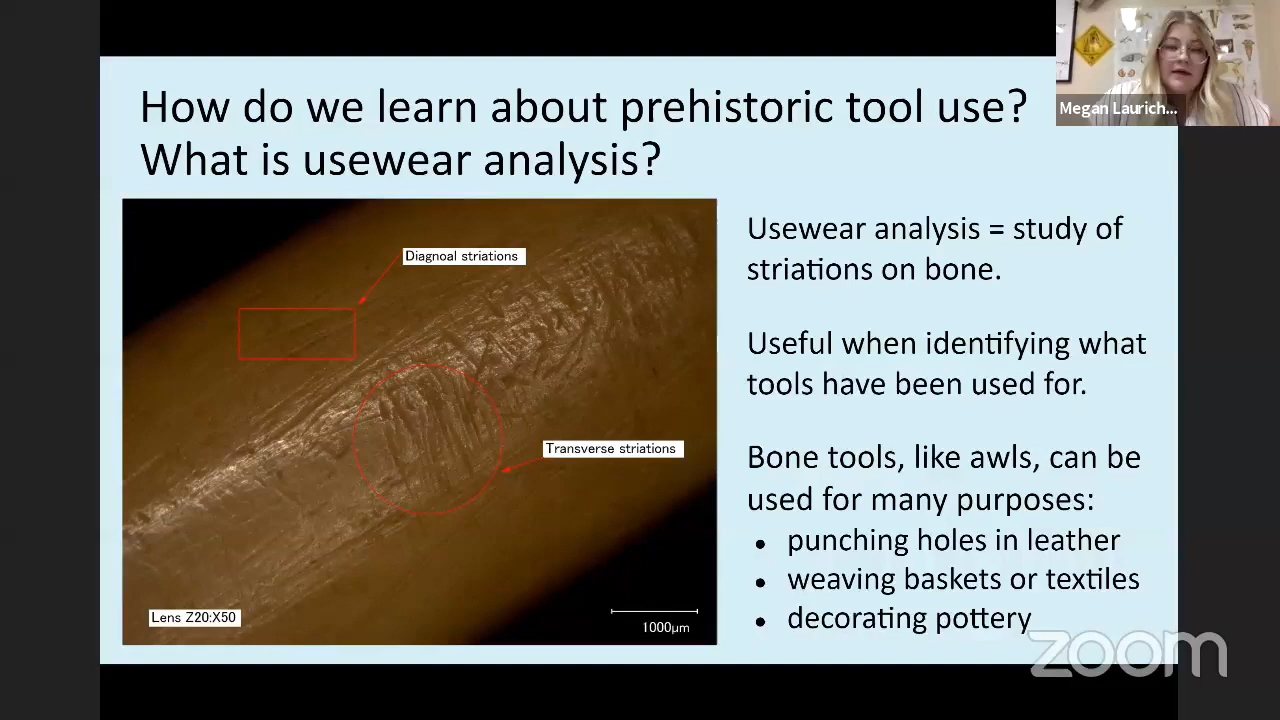 How do we learn about prehistoric tool use?
What is usewear analysis?
Megan Laurich...
Diagnoal striations
Transverse striations
Lens Z20:X50
1000µm
Usewear analysis = study of
striations on bone.
Useful when identifying what
tools have been used for.
Bone tools, like awls, can be
used for many purposes:
• punching holes in leather
• weaving baskets or textiles
• decorating pottery
zoom